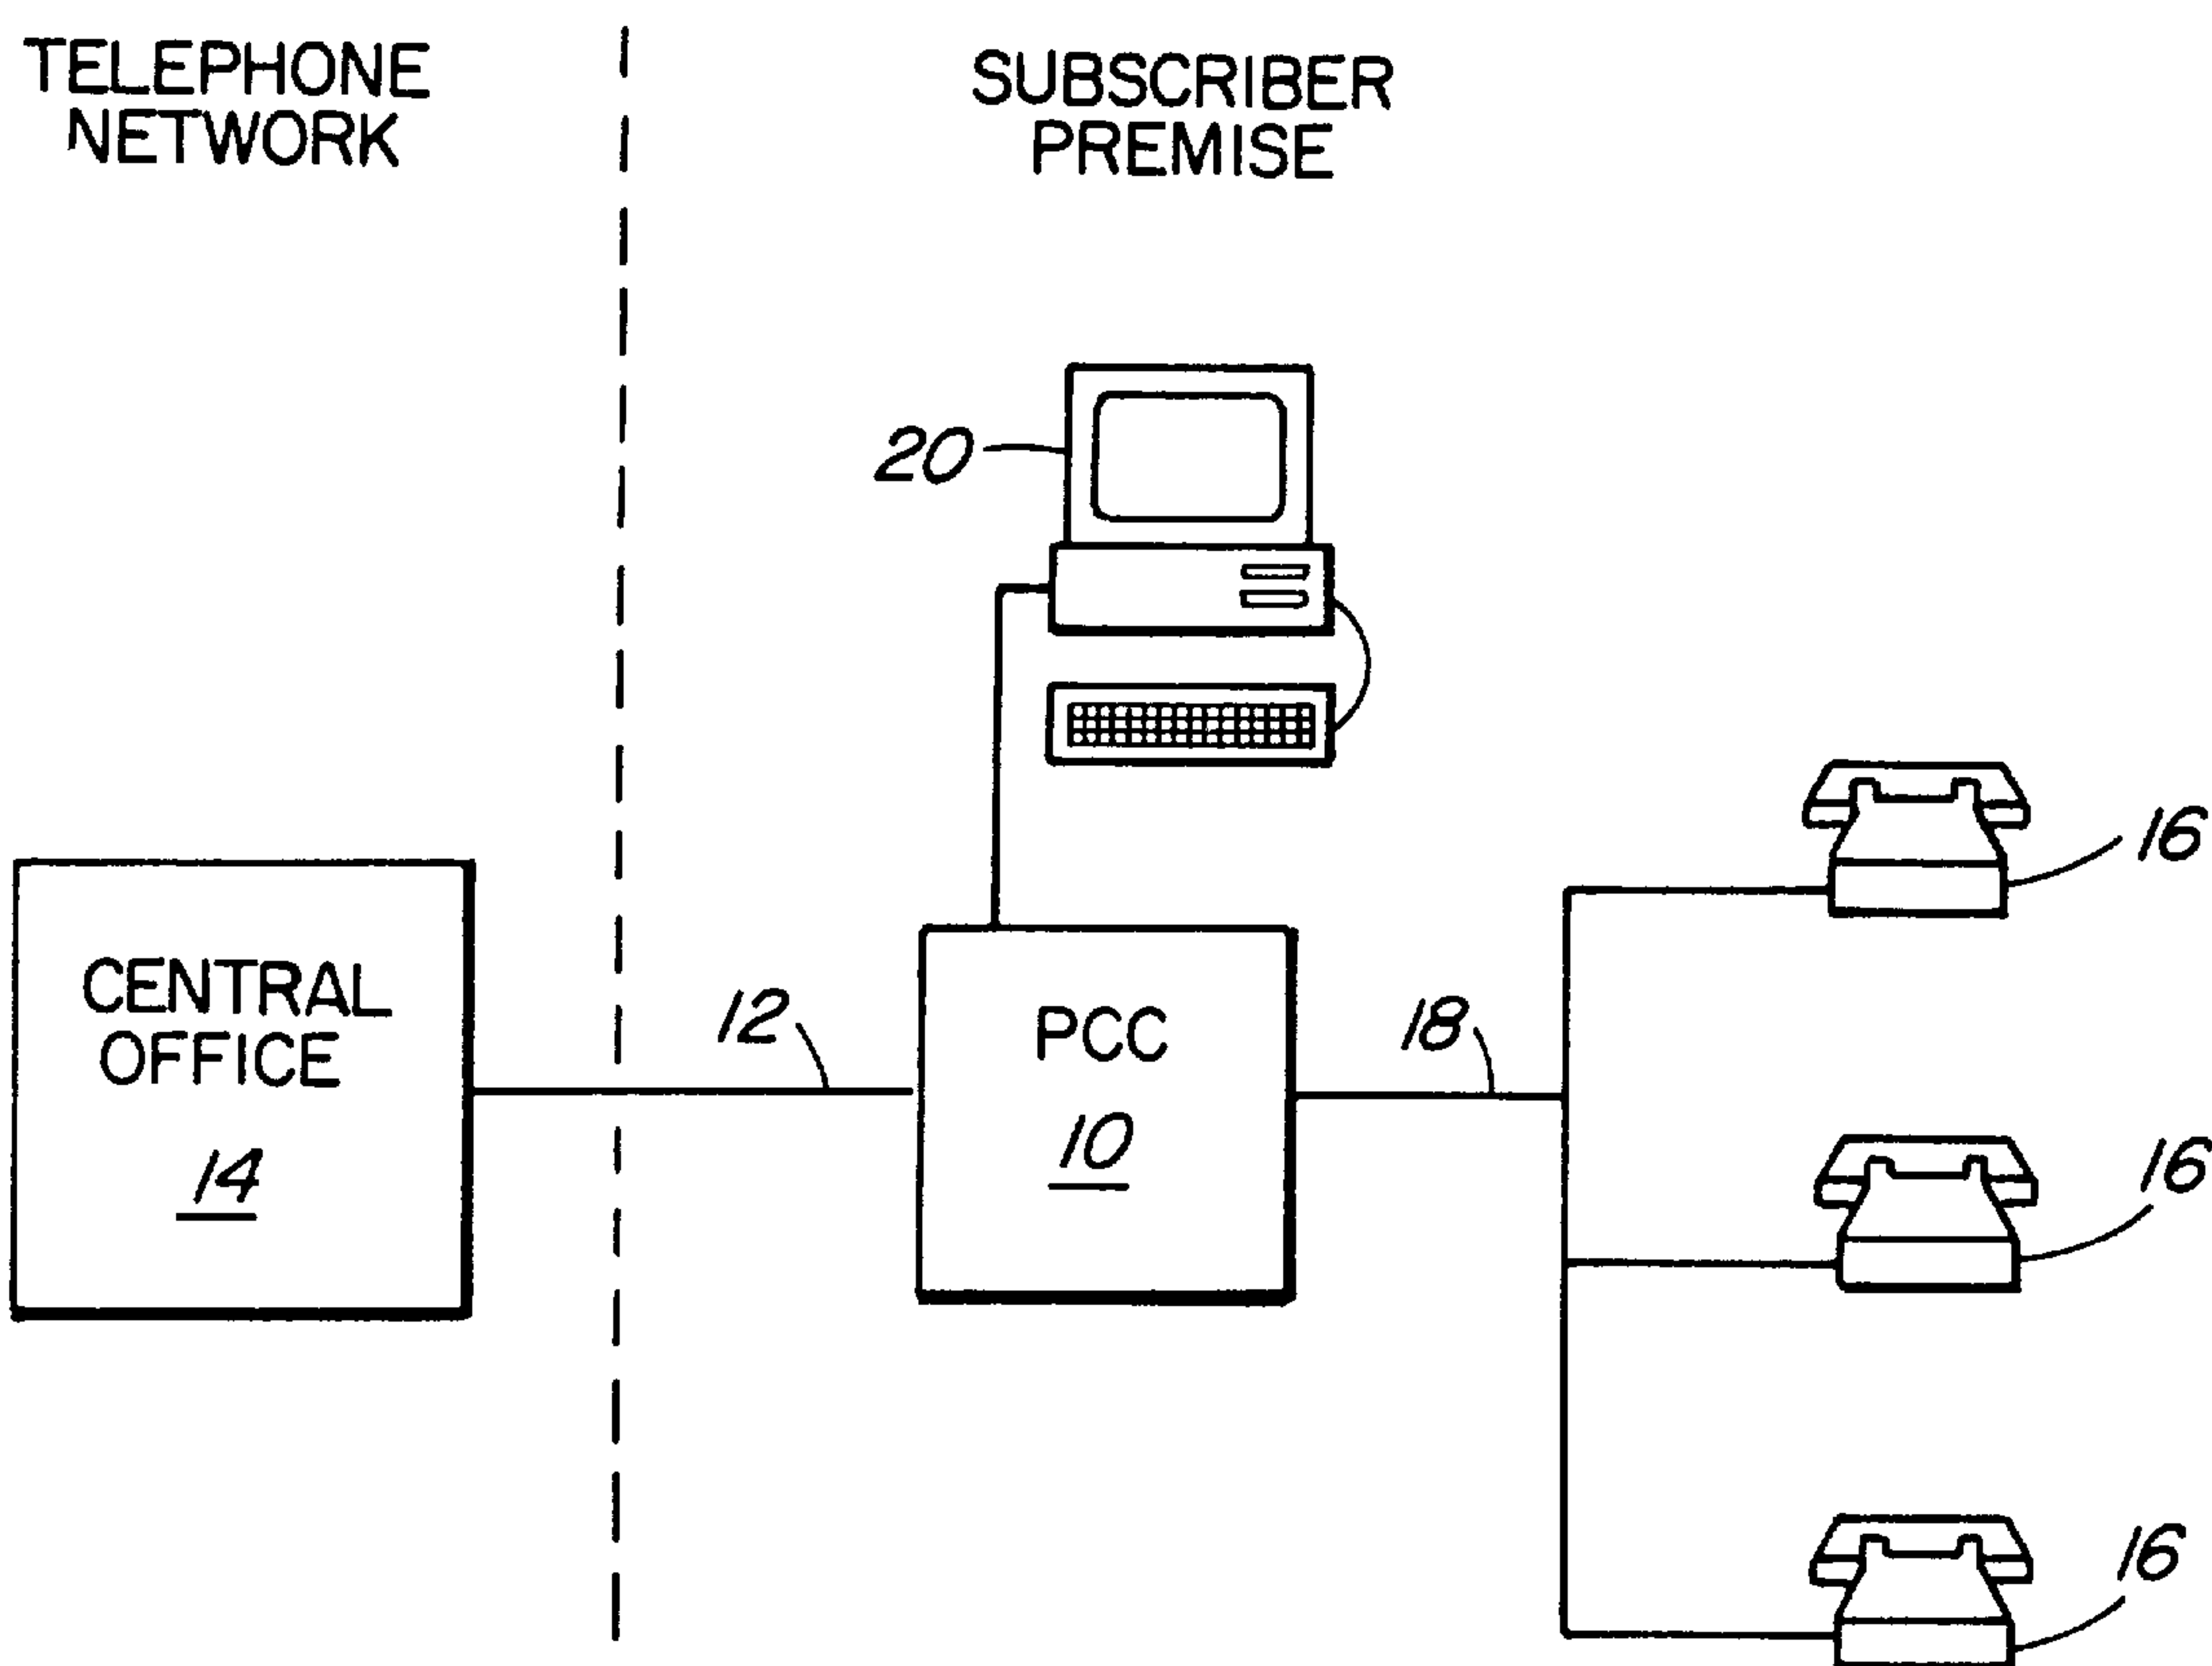 TELEPHONE
NETWORK
SUBSCRIBER
PREMISE
20
16
CENTRAL
OFFICE
14
12
PCC
10
18
16
16